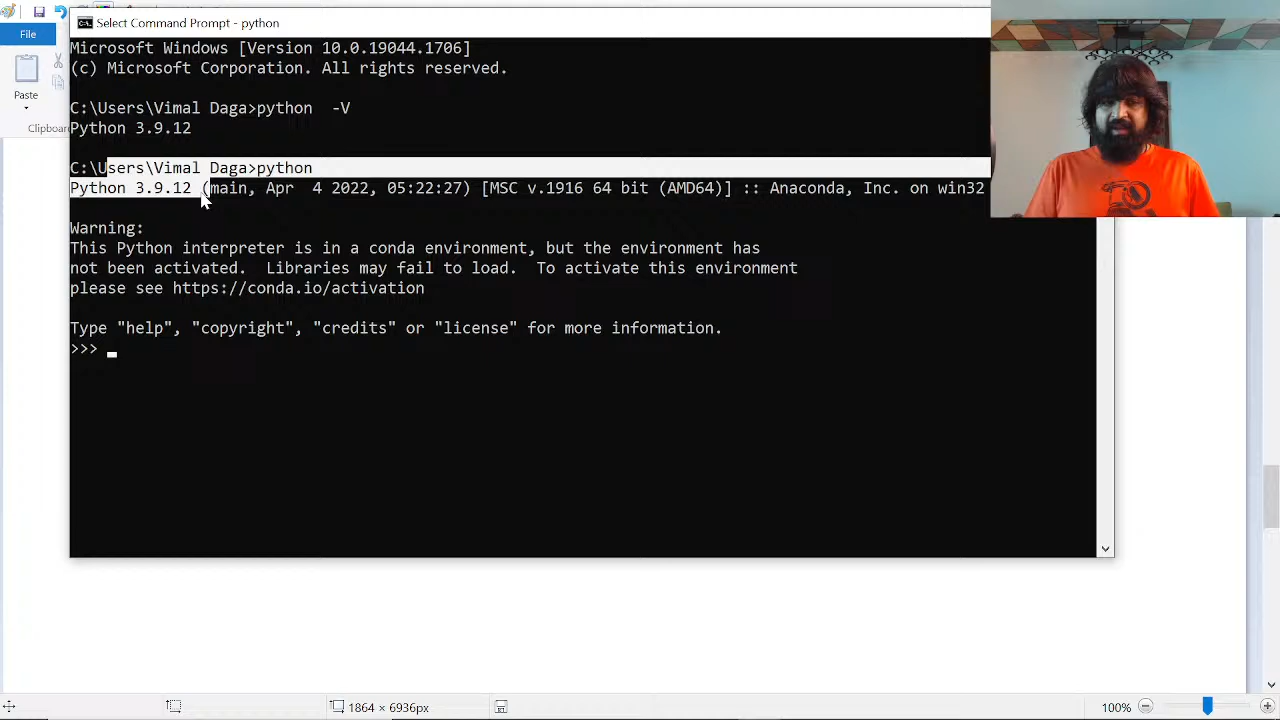 Select Command Prompt - python
File
Microsoft Windows [Version 10.0.19044.1706]
(c) Microsoft Corporation. All rights reserved.
Paste
C:\Users\Vimal Daga>python  -V
Clipboard
Python 3.9.12
C:\Users\Vimal Daga>python
Python 3.9.12 (main, Apr  4 2022, 05:22:27) [MSC v.1916 64 bit (AMD64)] :: Anaconda, Inc. on win32
Warning:
This Python interpreter is in a conda environment, but the environment has
not been activated.  Libraries may fail to load.  To activate this environment
please see https://conda.io/activation
Type "help", "copyright", "credits" or "license" for more information.
>>>
1864 × 6936px
100%